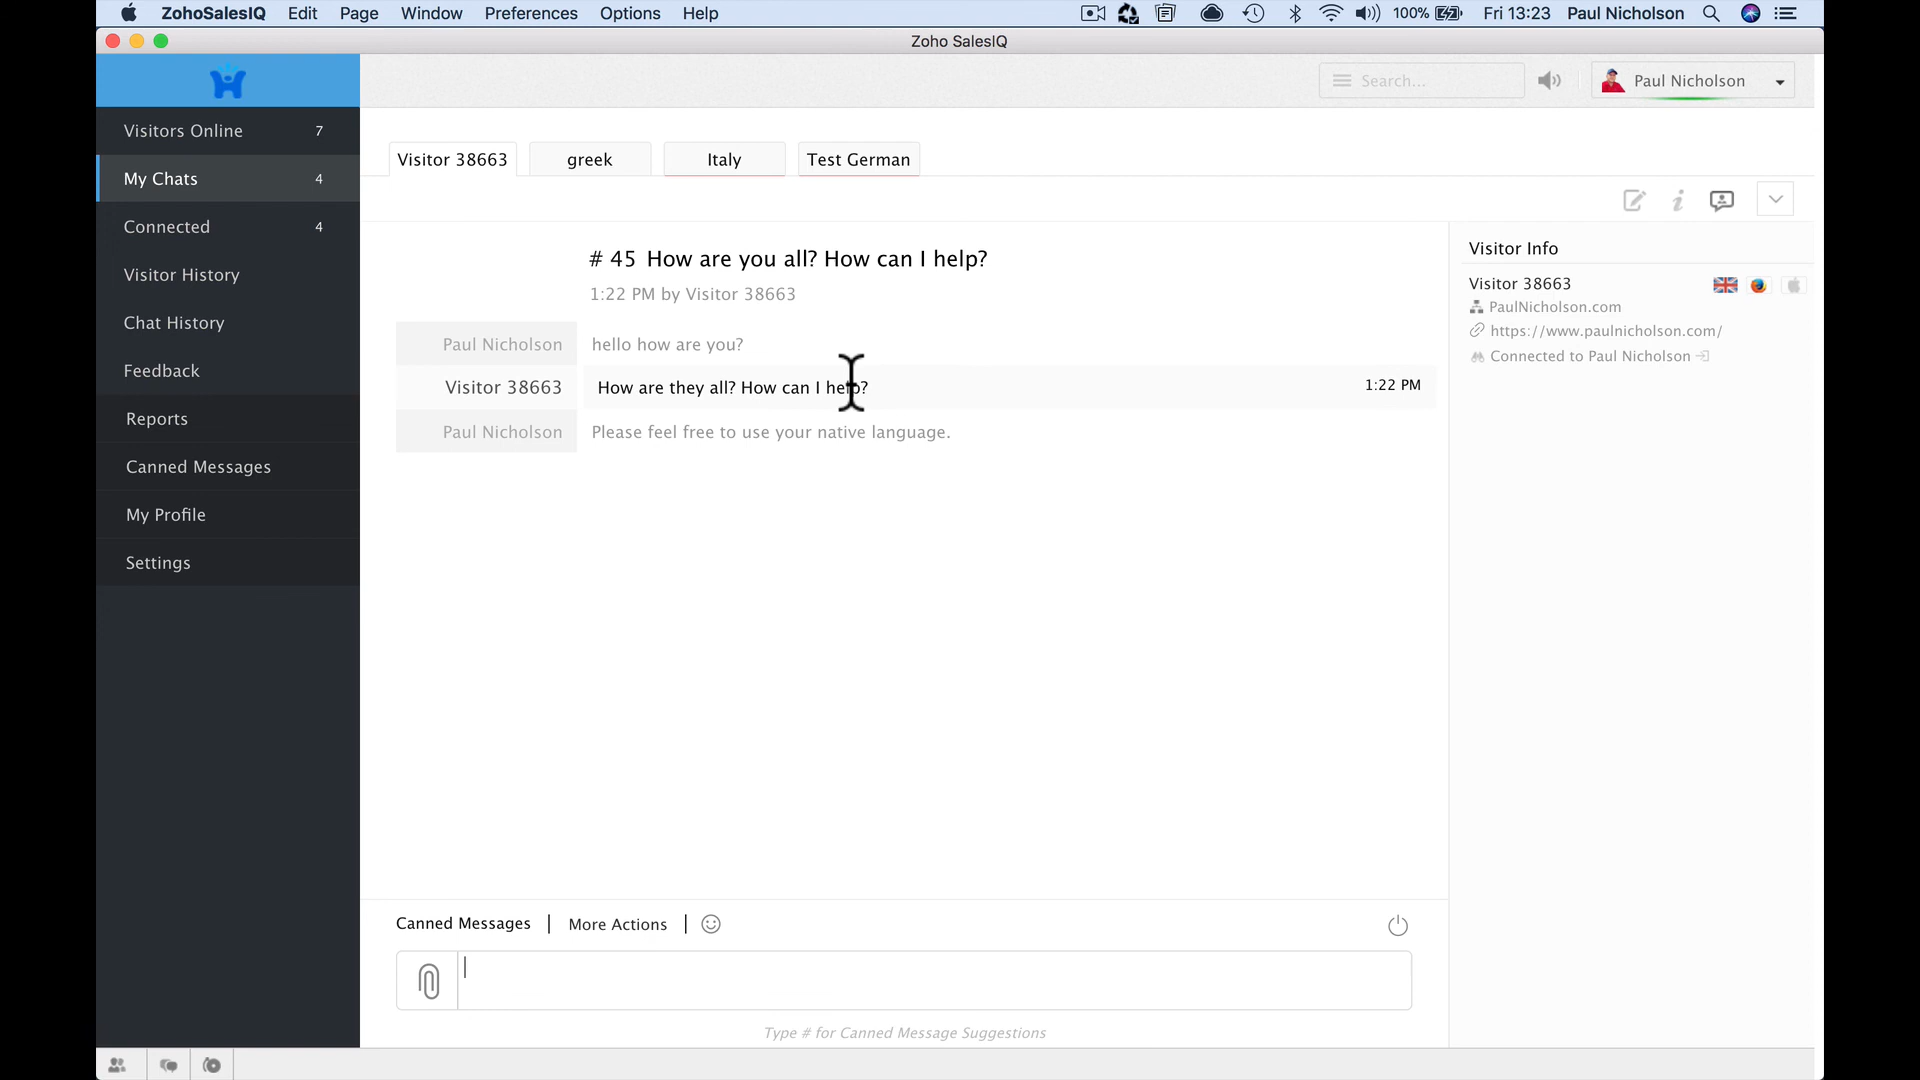 ZohoSalesIQ Edit Page Window Preferences Options Help 100% Fri 13:23 Paul Nicholson
Zoho SalesIQ
Search... Paul Nicholson
Visitors Online 7
My Chats 4
Connected 4
Visitor History
Chat History
Feedback
Reports
Canned Messages
My Profile
Settings
Visitor 38663 greek Italy Test German
# 45 How are you all? How can I help?
1:22 PM by Visitor 38663
Paul Nicholson hello how are you?
Visitor 38663 How are they all? How can I help? 1:22 PM
Paul Nicholson Please feel free to use your native language.
Visitor Info
Visitor 38663
PaulNicholson.com
https://www.paulnicholson.com/
Connected to Paul Nicholson
Canned Messages | More Actions |
Type # for Canned Message Suggestions